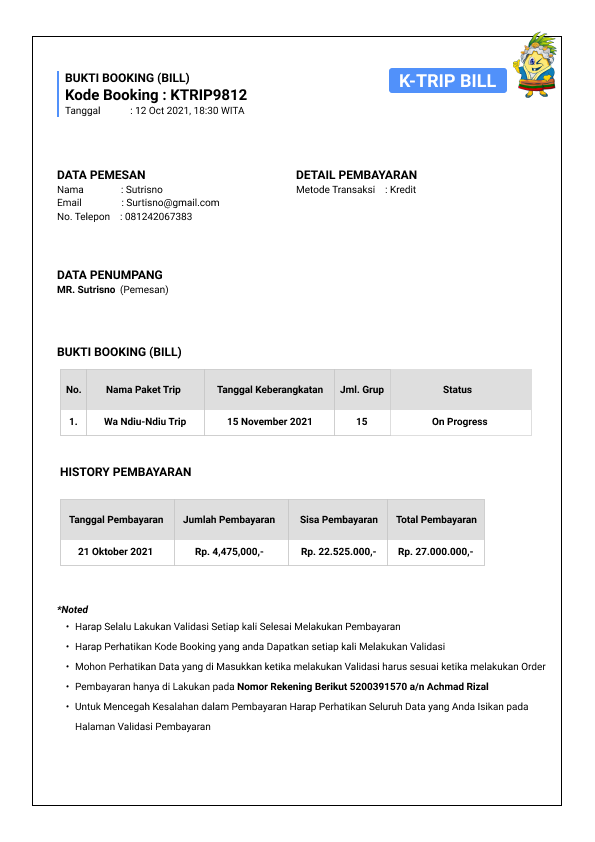 BUKTI BOOKING (BILL)
Kode Booking : KTRIP9812
Tanggal : 12 Oct 2021, 18:30 WITA
K-TRIP BILL
DATA PEMESAN
Nama : Sutrisno
Email : Surtisno@gmail.com
No. Telepon : 081242067383
DETAIL PEMBAYARAN
Metode Transaksi : Kredit
DATA PENUMPANG
MR. Sutrisno (Pemesan)
BUKTI BOOKING (BILL)
No. Nama Paket Trip Tanggal Keberangkatan Jml. Grup Status
1. Wa Ndiu-Ndiu Trip 15 November 2021 15 On Progress
HISTORY PEMBAYARAN
Tanggal Pembayaran Jumlah Pembayaran Sisa Pembayaran Total Pembayaran
21 Oktober 2021 Rp. 4,475,000,- Rp. 22.525.000,- Rp. 27.000.000,-
*Noted
• Harap Selalu Lakukan Validasi Setiap kali Selesai Melakukan Pembayaran
• Harap Perhatikan Kode Booking yang anda Dapatkan setiap kali Melakukan Validasi
• Mohon Perhatikan Data yang di Masukkan ketika melakukan Validasi harus sesuai ketika melakukan Order
• Pembayaran hanya di Lakukan pada Nomor Rekening Berikut 5200391570 a/n Achmad Rizal
• Untuk Mencegah Kesalahan dalam Pembayaran Harap Perhatikan Seluruh Data yang Anda Isikan pada
Halaman Validasi Pembayaran